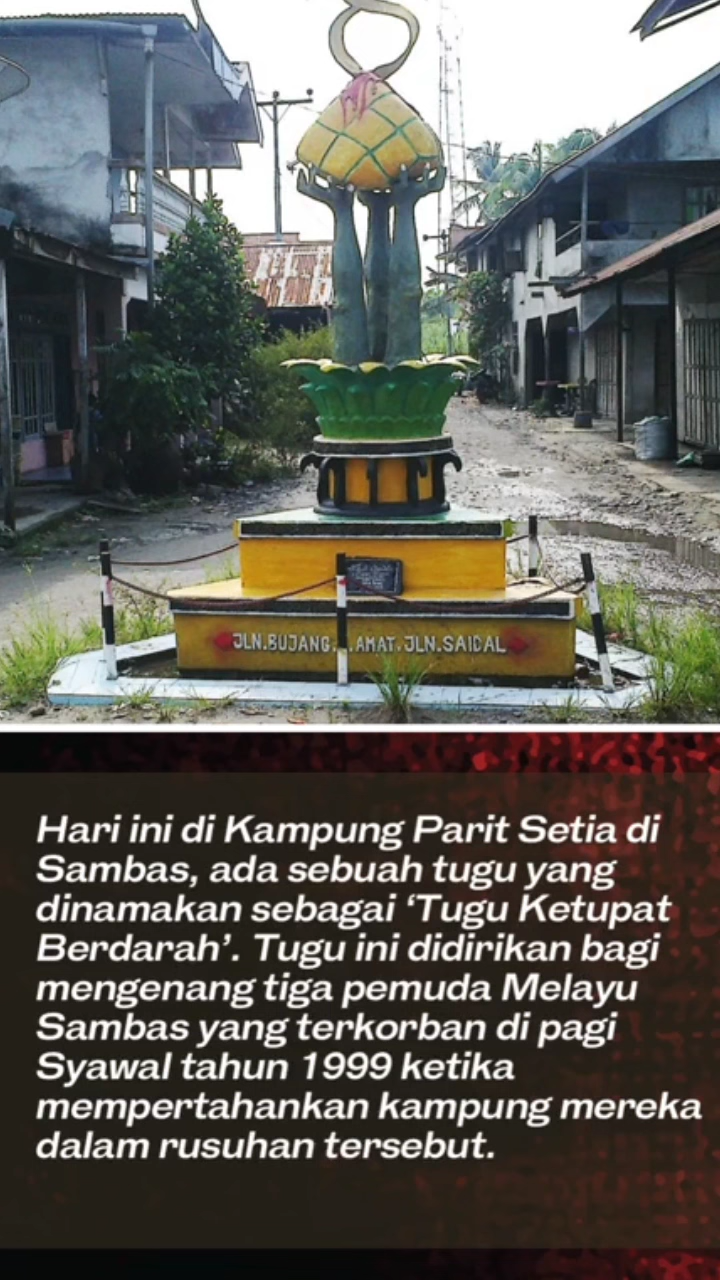 JLN.BUJANG. .AMAT.JLN.SAIDAL
Hari ini di Kampung Parit Setia di
Sambas, ada sebuah tugu yang
dinamakan sebagai ‘Tugu Ketupat
Berdarah’. Tugu ini didirikan bagi
mengenang tiga pemuda Melayu
Sambas yang terkorban di pagi
Syawal tahun 1999 ketika
mempertahankan kampung mereka
dalam rusuhan tersebut.